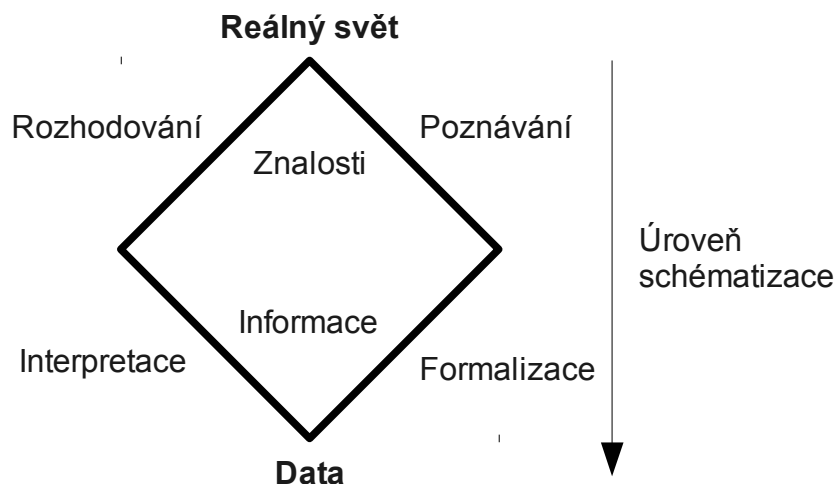 Reálný svět
Rozhodování
Poznávání
Znalosti
Úroveň
schématizace
Informace
Interpretace
Formalizace
Data